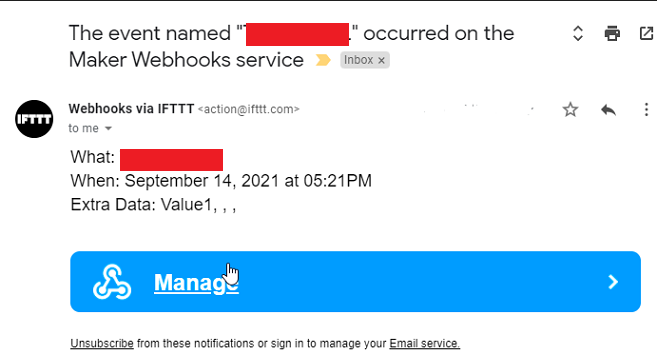 The event named " " occurred on the
Maker Webhooks service Inbox ×
IFTTT
Webhooks via IFTTT <action@ifttt.com>
to me
What:
When: September 14, 2021 at 05:21PM
Extra Data: Value1, , ,
Manage
Unsubscribe from these notifications or sign in to manage your Email service.